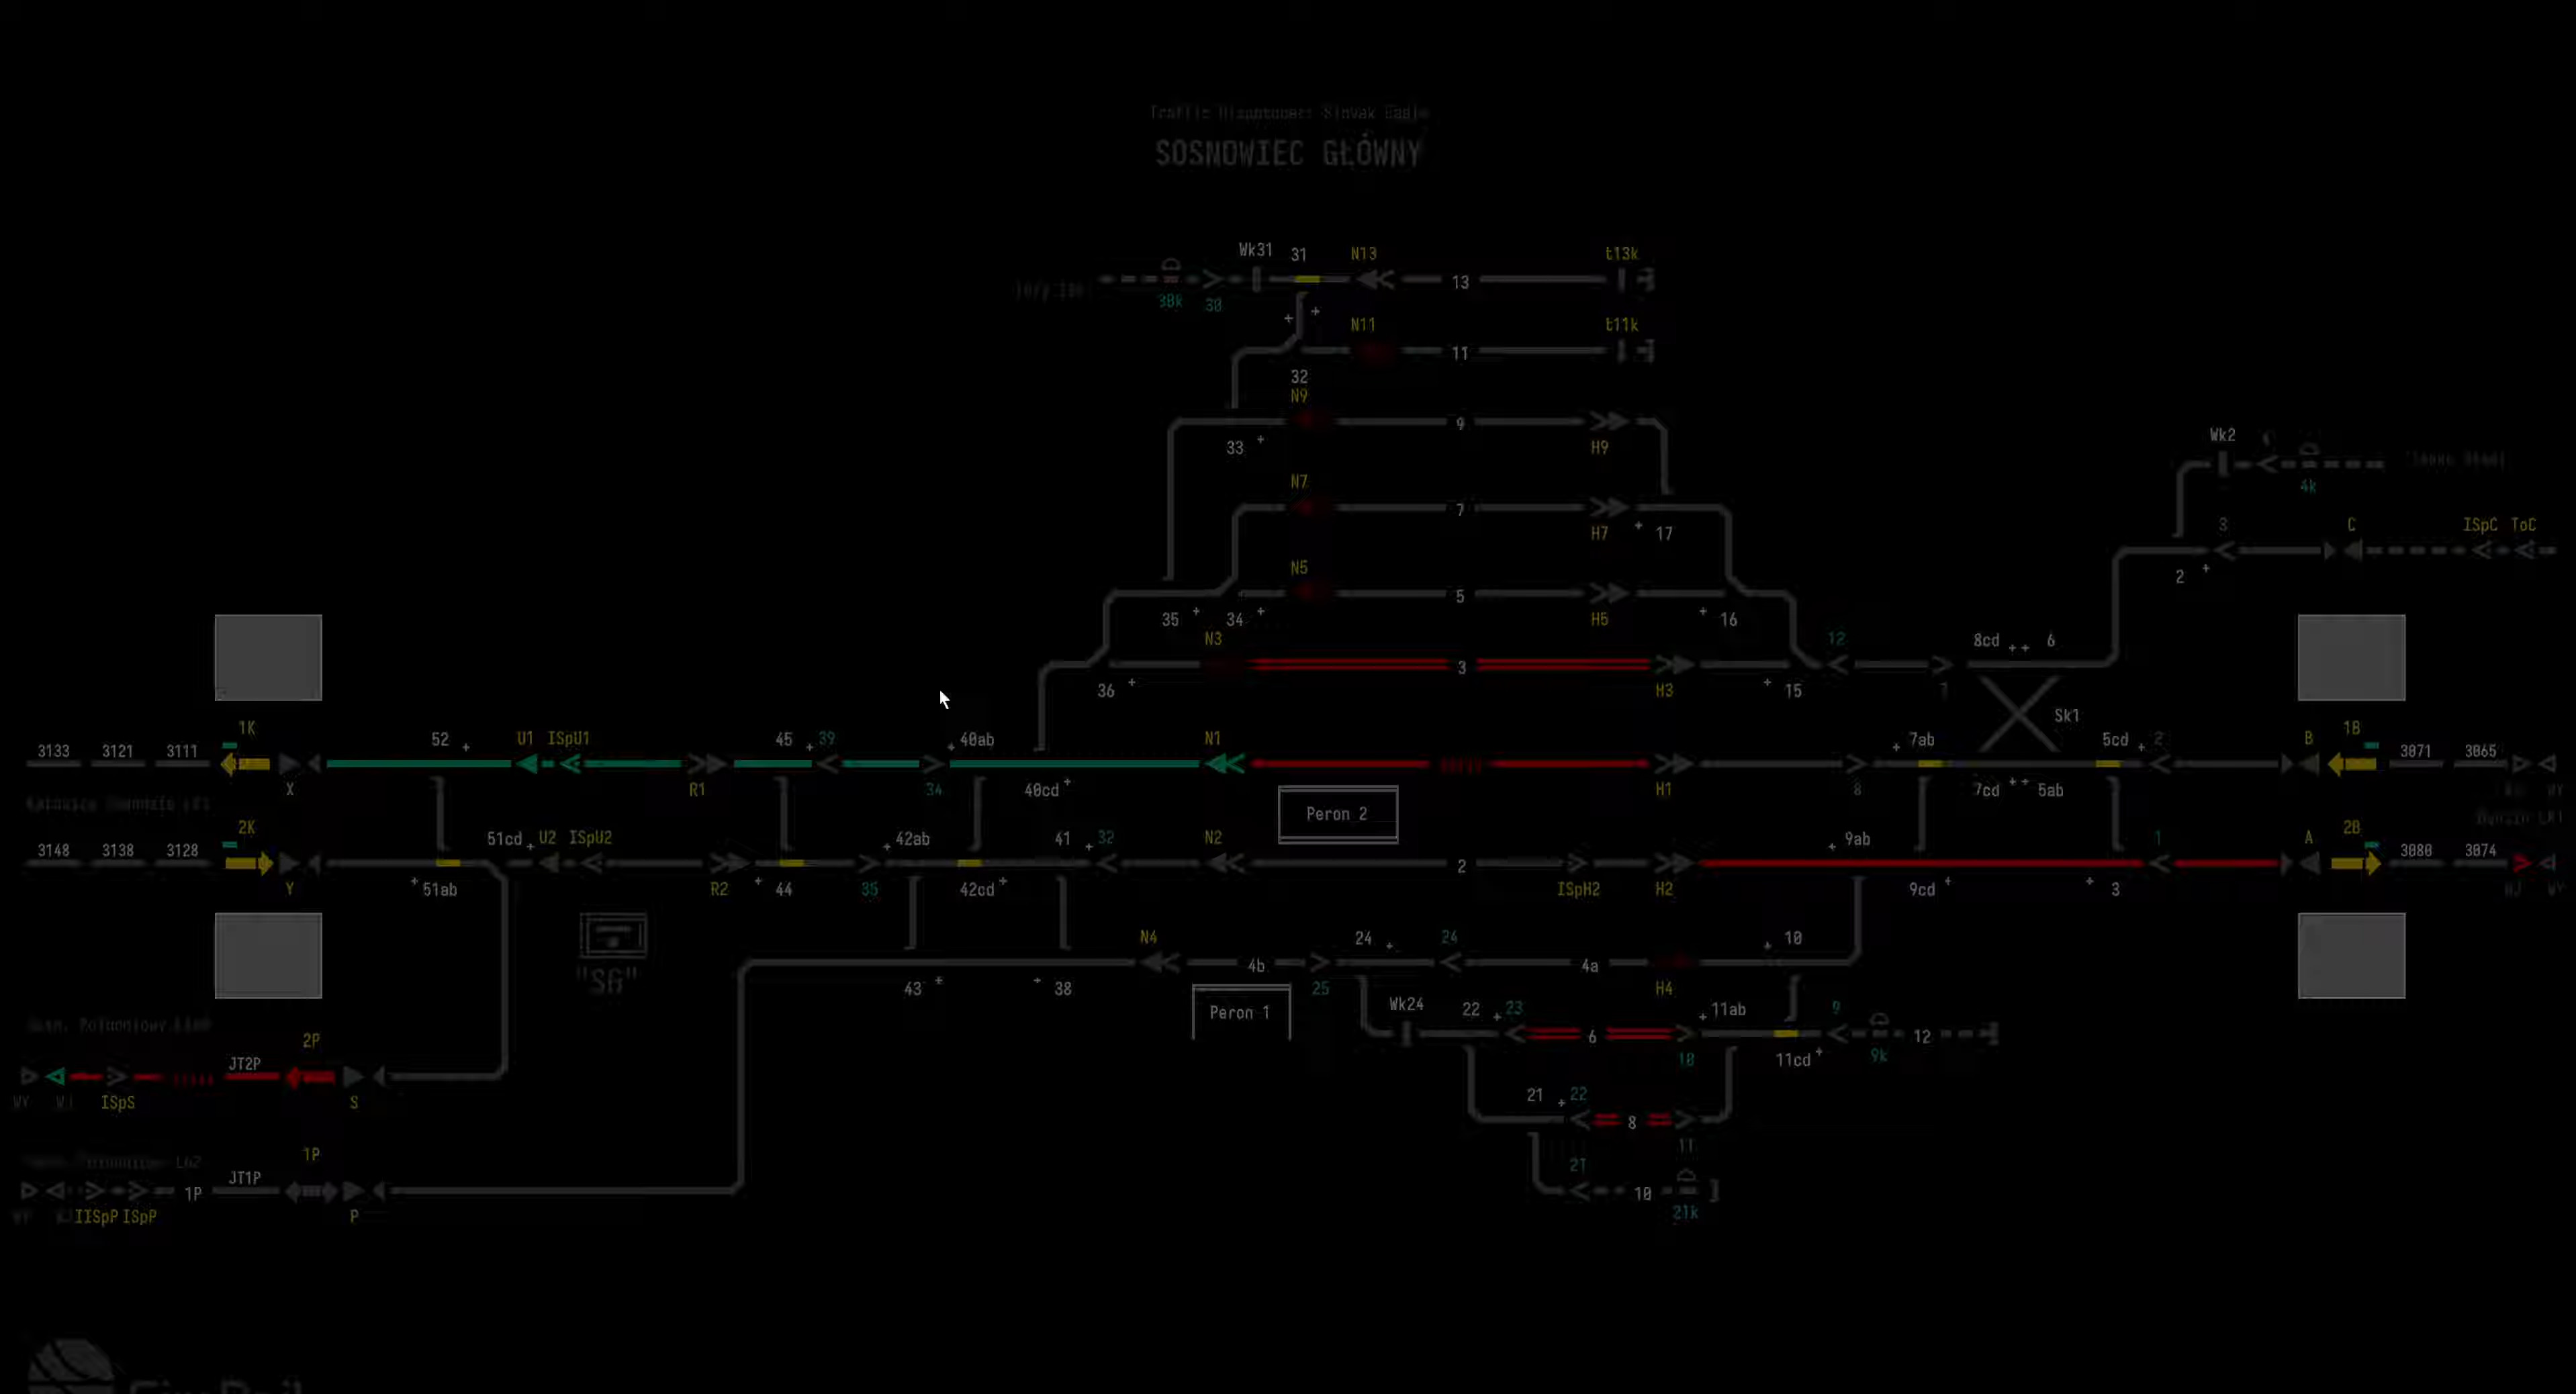 SOSNOWIEC GŁÓWNY
Wk31 31 N13 t13k
13
30k 30
N11 t11k
11
32
N9
9
33 H9
Wk2
N7
7
4k
H7 17
3 C ISpC ToC
N5
5
2
35 34 H5 16
N3 12 8cd 6
3
36 H3 15
Sk1
1K 52 U1 ISpU1 45 39 40ab N1 7ab 5cd 2 B 1B
3133 3121 3111 3071 3065
X R1 34 40cd H1 8 7cd 5ab
Peron 2
2K 51cd U2 ISpU2 42ab 41 32 N2 9ab 1 A 2B
3148 3138 3128 2 3080 3074
Y 51ab R2 44 35 42cd ISpH2 H2 9cd 3
N4 24 24 10
4b 4a
"SG" 43 38 25 H4
Peron 1 Wk24 22 23 11ab 9
6 12
2P 10 11cd 9k
JT2P
ISpS S 21 22
8
1P 11
JT1P 21
1P 10
IISpP ISpP P 21k